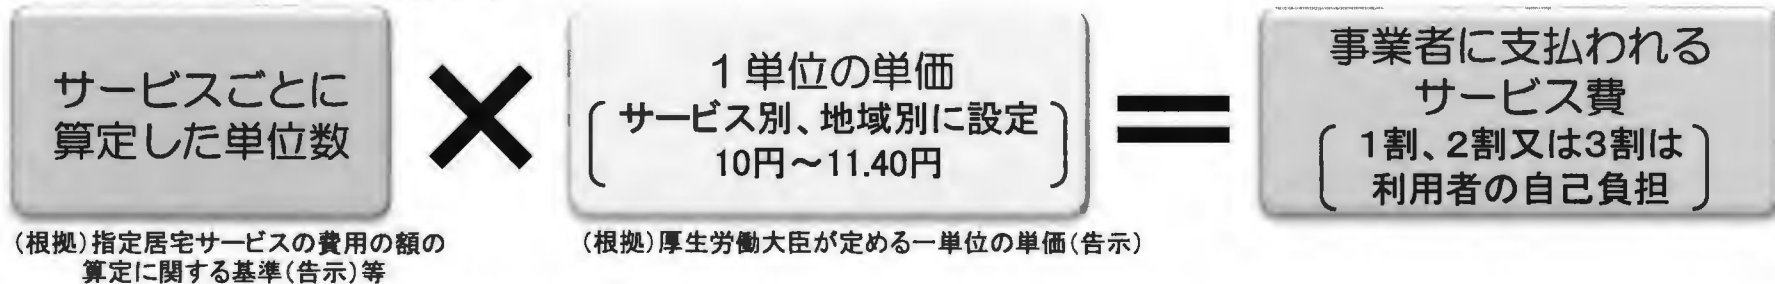 サービスごとに
算定した単位数
×
1単位の単価
サービス別、地域別に設定
10円～11.40円
＝
事業者に支払われる
サービス費
1割、2割又は3割は
利用者の自己負担
(根拠)指定居宅サービスの費用の額の
算定に関する基準(告示)等
(根拠)厚生労働大臣が定める一単位の単価(告示)